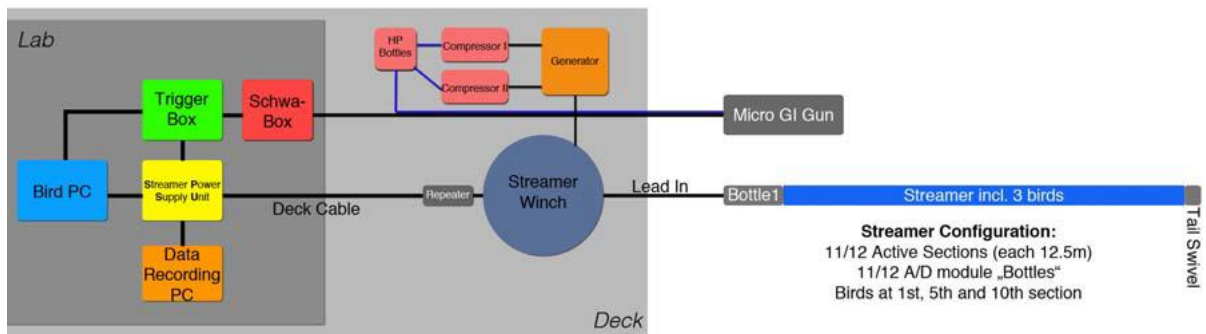 Lab
HP
Bottles
Compressor I
Compressor II
Generator
Trigger
Box
Schwa-
Box
Micro GI Gun
Bird PC
Streamer Power
Supply Unit
Deck Cable
Repeater
Streamer
Winch
Lead In
Bottle1
Streamer incl. 3 birds
Tail Swivel
Data
Recording
PC
Streamer Configuration:
11/12 Active Sections (each 12.5m)
11/12 A/D module „Bottles“
Birds at 1st, 5th and 10th section
Deck